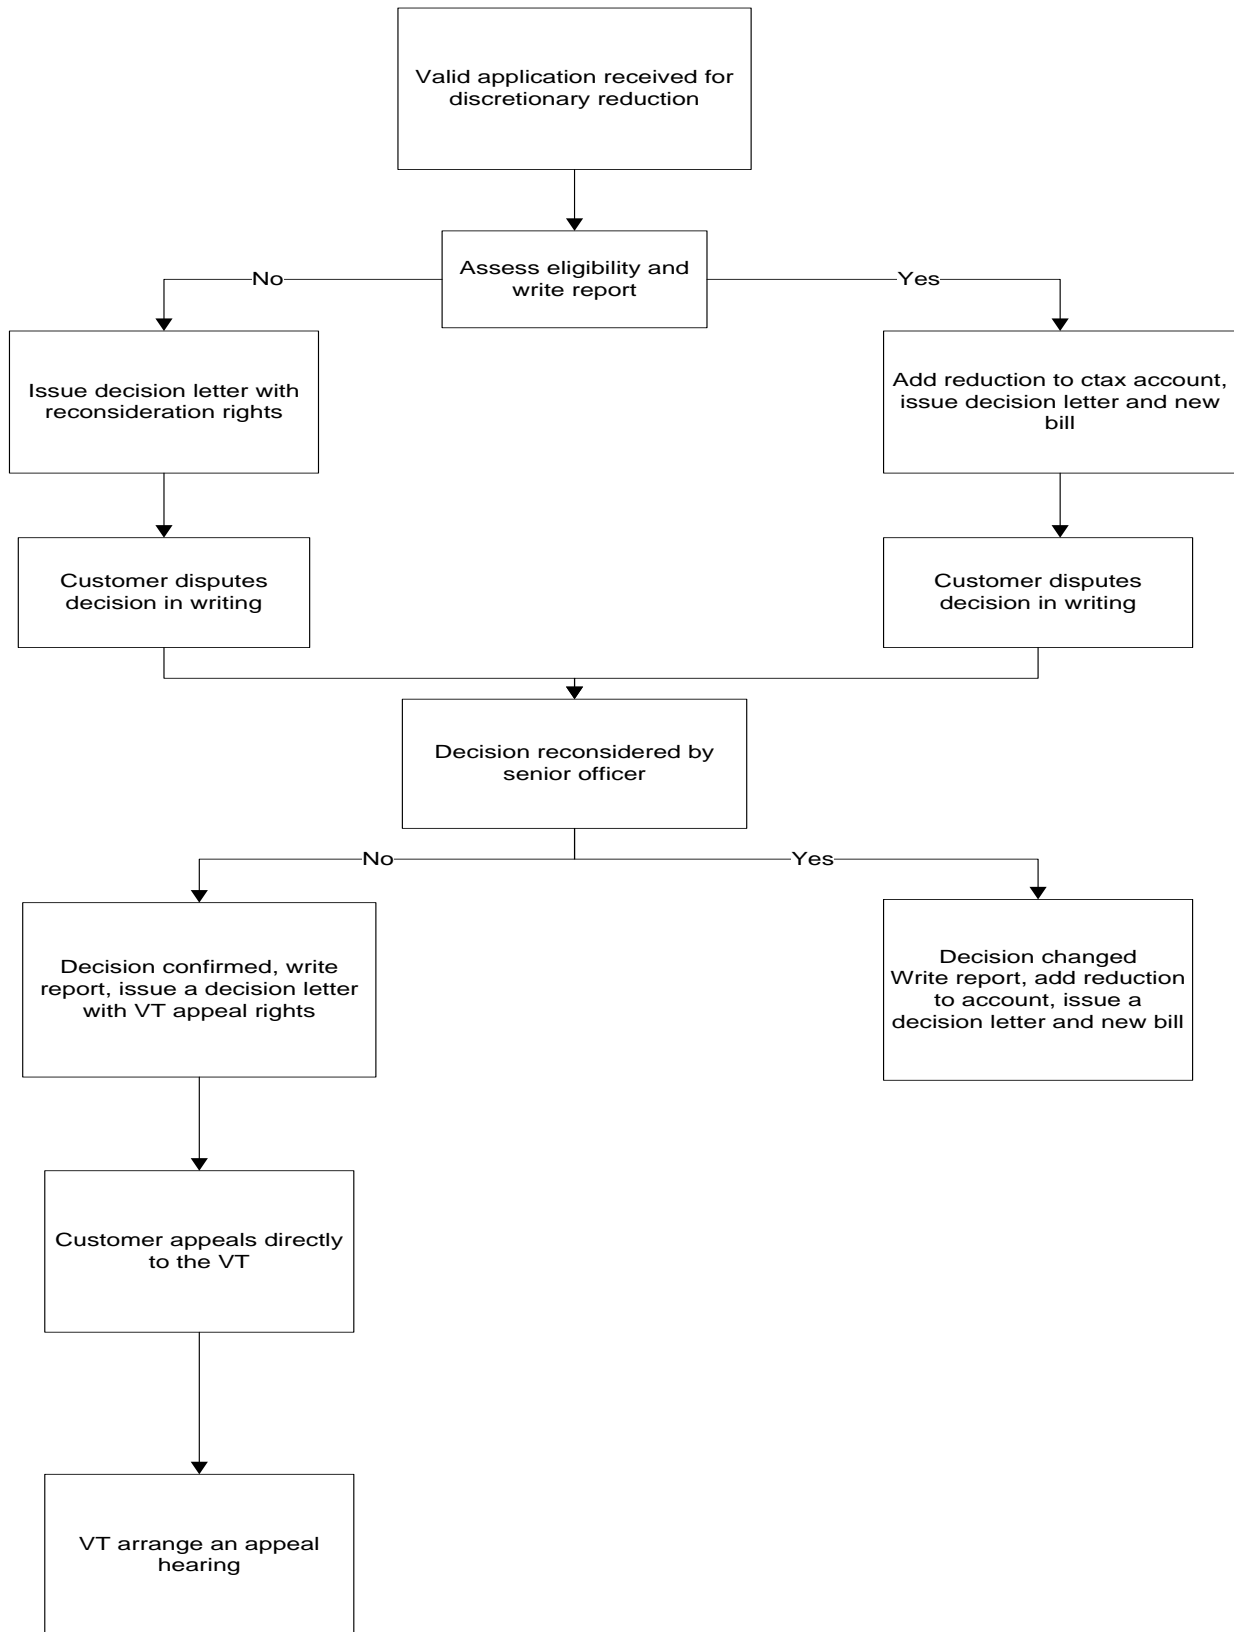 Valid application received for
discretionary reduction
Assess eligibility and
write report
No
Yes
Issue decision letter with
reconsideration rights
Add reduction to ctax account,
issue decision letter and new
bill
Customer disputes
decision in writing
Customer disputes
decision in writing
Decision reconsidered by
senior officer
No
Yes
Decision confirmed, write
report, issue a decision letter
with VT appeal rights
Decision changed
Write report, add reduction
to account, issue a
decision letter and new bill
Customer appeals directly
to the VT
VT arrange an appeal
hearing